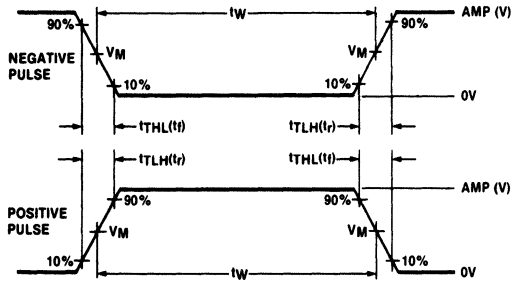 tW
AMP (V)
90%
90%
NEGATIVE
PULSE
VM
VM
10%
10%
0V
tTHL(tf)
tTLH(tr)
tTLH(tr)
tTHL(tf)
AMP (V)
90%
90%
POSITIVE
PULSE
VM
VM
10%
10%
tW
0V